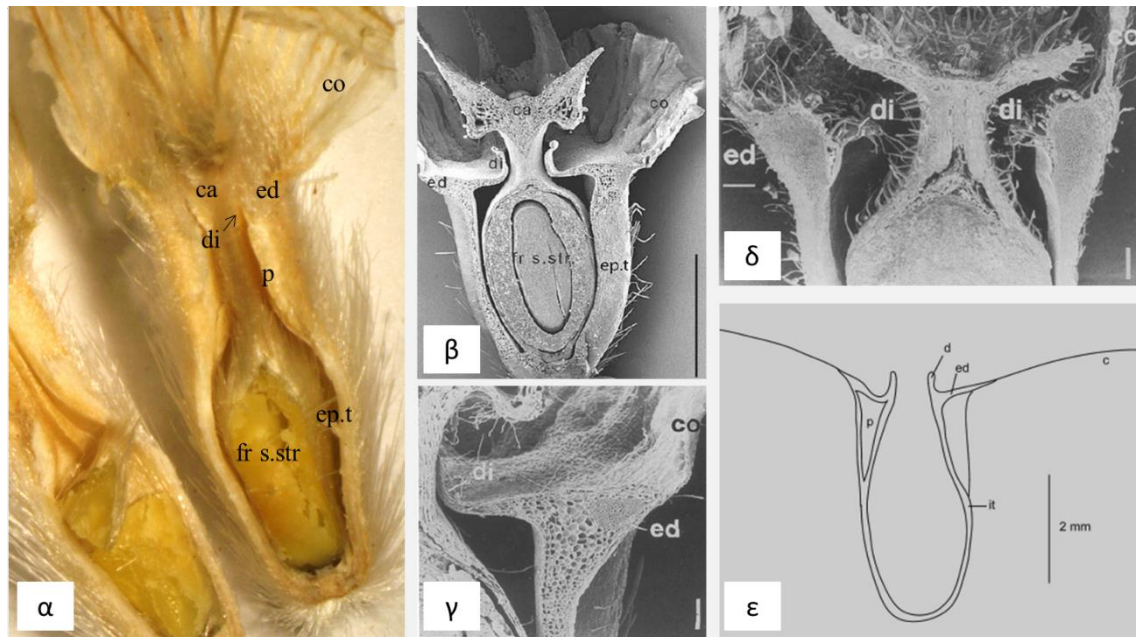 co
ca
ed
di
p
ep.t
fr s.str
α
ca
co
di
ed
fr s.str.
ep.t
β
di
co
ed
γ
ca
co
di
di
ed
δ
d
ed
c
p
it
2 mm
ε